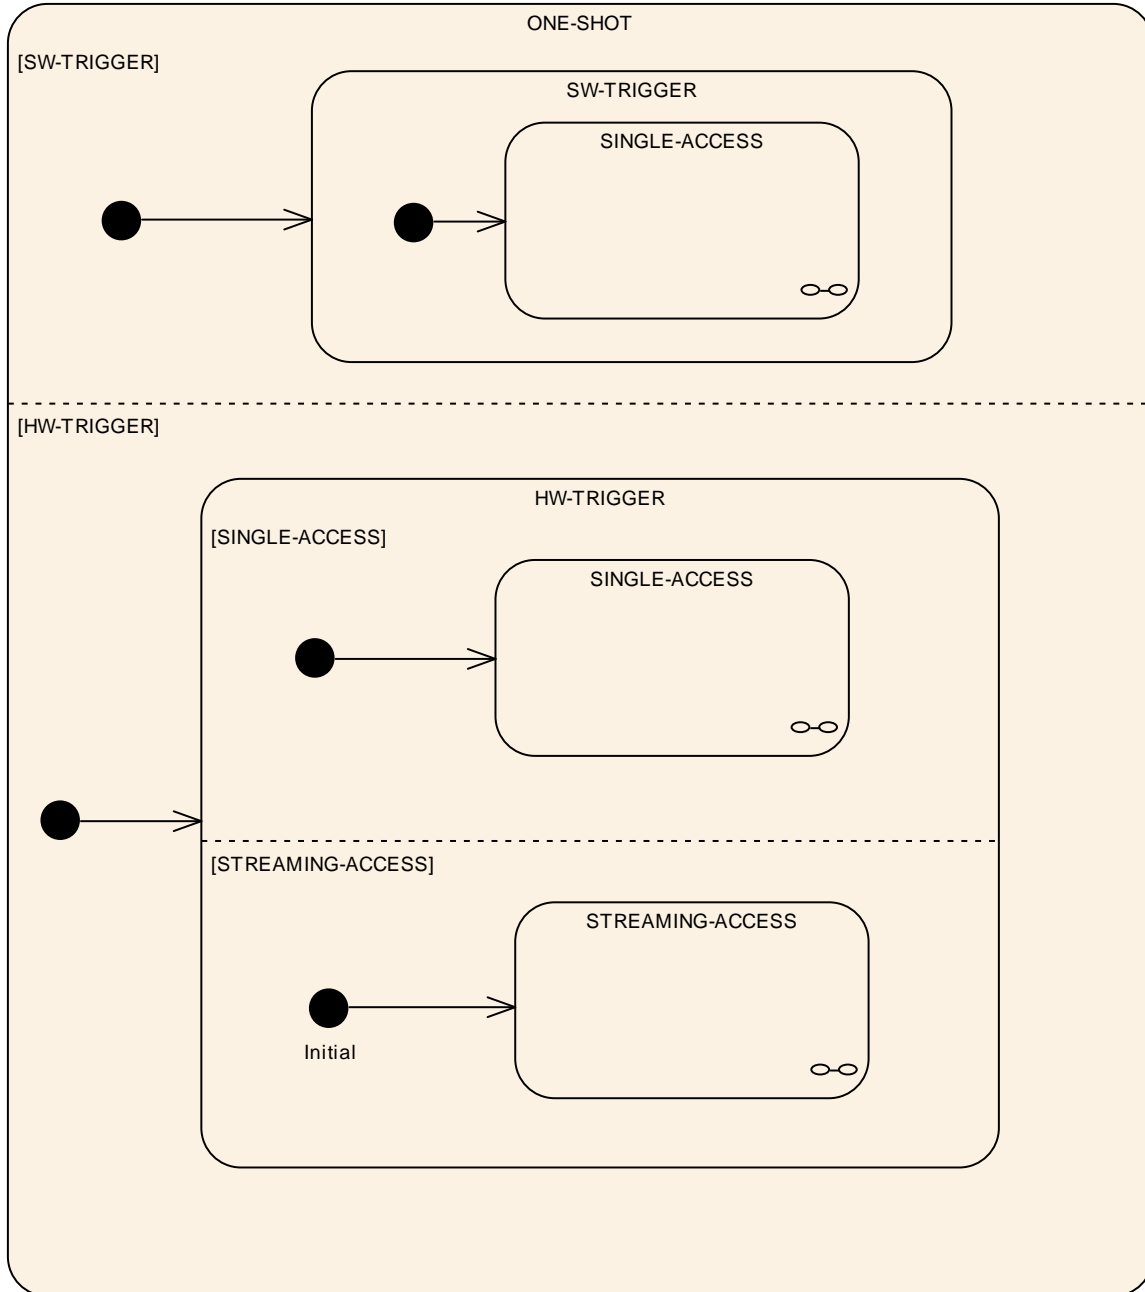 ONE-SHOT
[SW-TRIGGER]
SW-TRIGGER
SINGLE-ACCESS
[HW-TRIGGER]
HW-TRIGGER
[SINGLE-ACCESS]
SINGLE-ACCESS
[STREAMING-ACCESS]
STREAMING-ACCESS
Initial